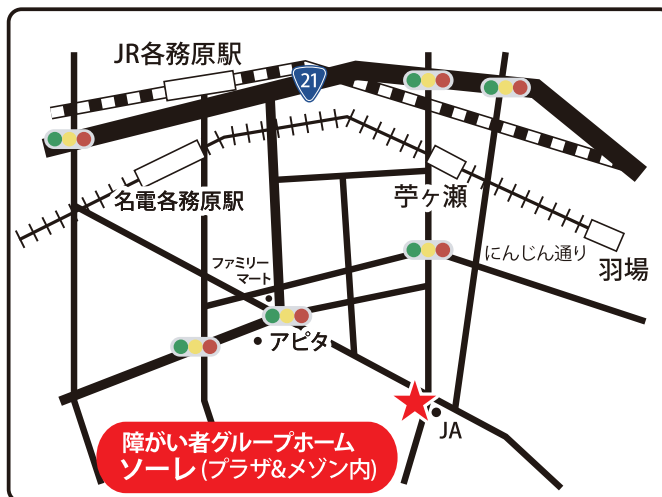 JR各務原駅
21
名電各務原駅
苧ヶ瀬
にんじん通り
羽場
ファミリー
マート
アピタ
JA
障がい者グループホーム
ソーレ(プラザ&メゾン内)